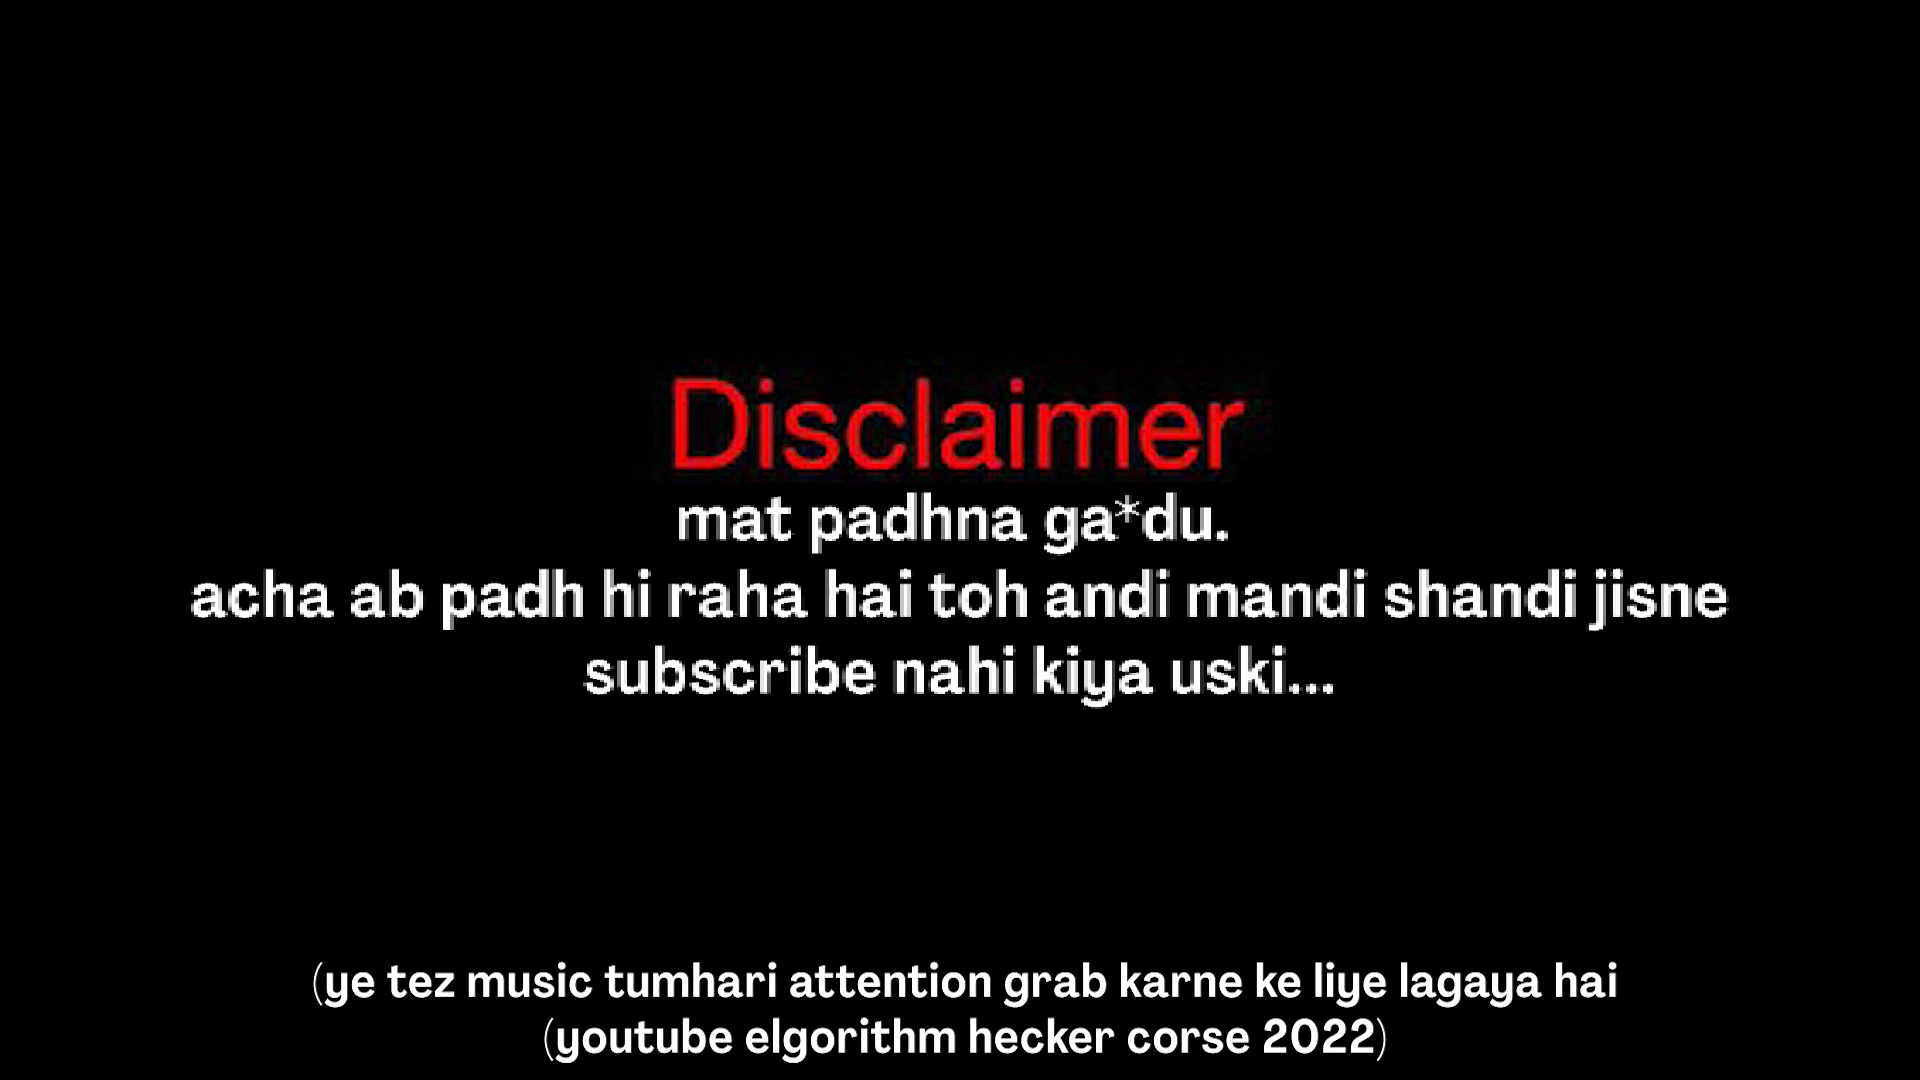 Disclaimer
mat padhna ga*du.
acha ab padh hi raha hai toh andi mandi shandi jisne
subscribe nahi kiya uski...
(ye tez music tumhari attention grab karne ke liye lagaya hai
(youtube elgorithm hecker corse 2022)